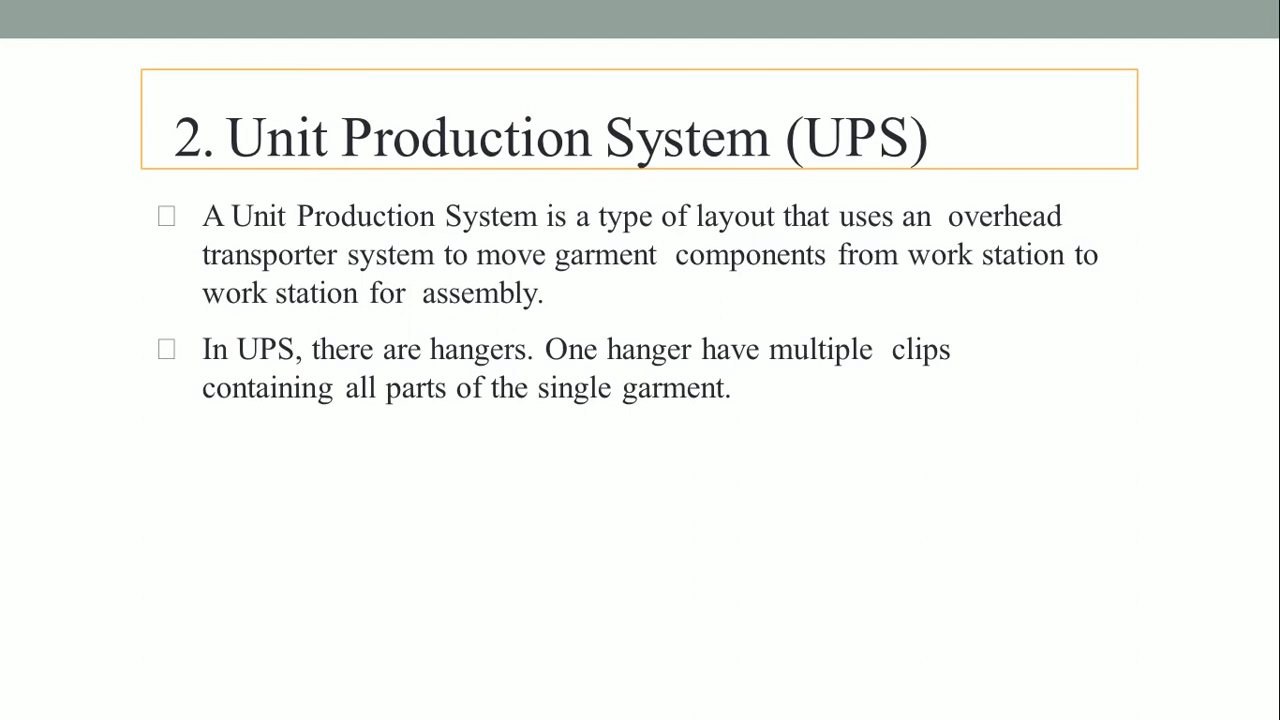 2. Unit Production System (UPS)
A Unit Production System is a type of layout that uses an overhead
transporter system to move garment components from work station to
work station for assembly.
In UPS, there are hangers. One hanger have multiple clips
containing all parts of the single garment.